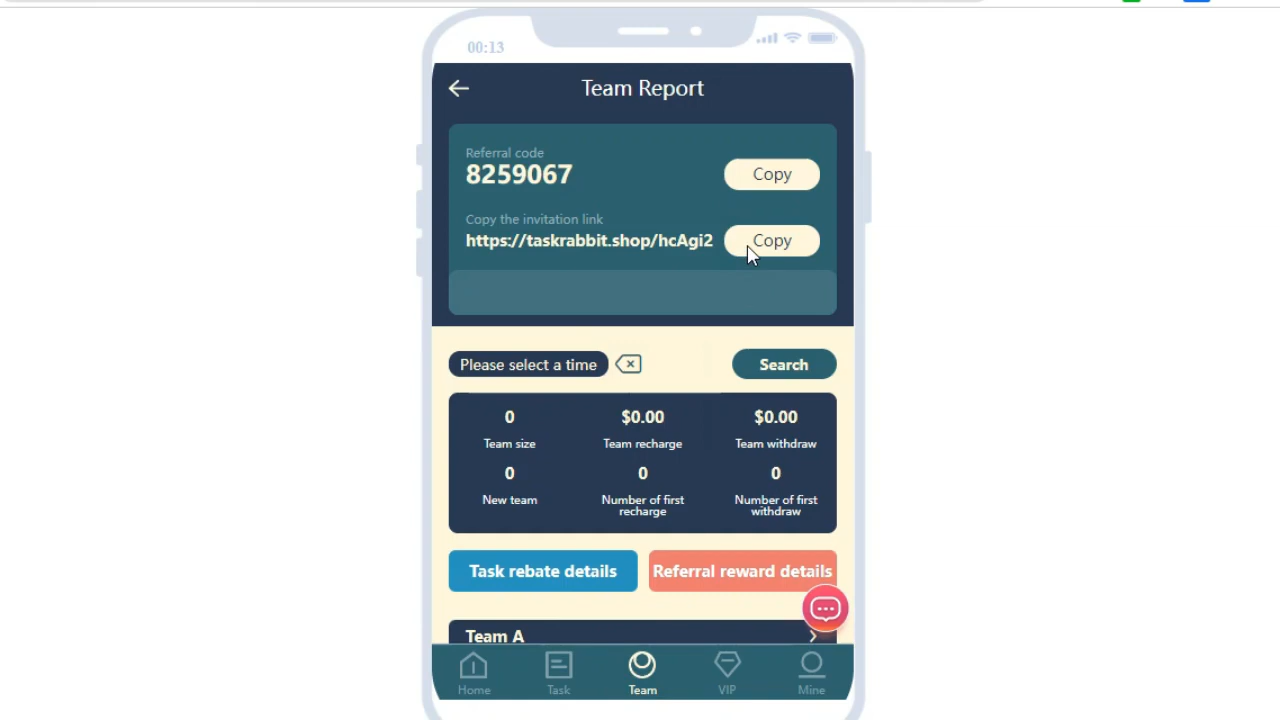 00:13
Team Report
Referral code
8259067
Copy
Copy the invitation link
https://taskrabbit.shop/hcAgi2
Copy
Please select a time
Search
0
$0.00
$0.00
Team size
Team recharge
Team withdraw
0
0
0
New team
Number of first
recharge
Number of first
withdraw
Task rebate details
Referral reward details
Team A
Home
Task
Team
VIP
Mine